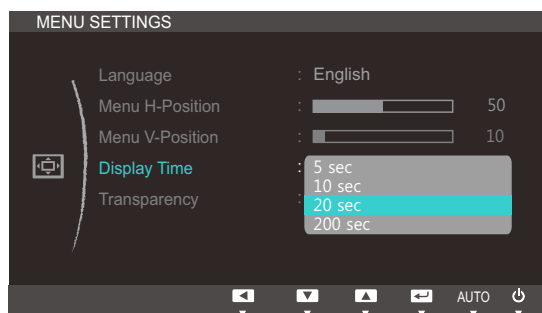 MENU SETTINGS
Language : English
Menu H-Position : 50
Menu V-Position : 10
Display Time : 5 sec
10 sec
20 sec
Transparency : 200 sec
AUTO